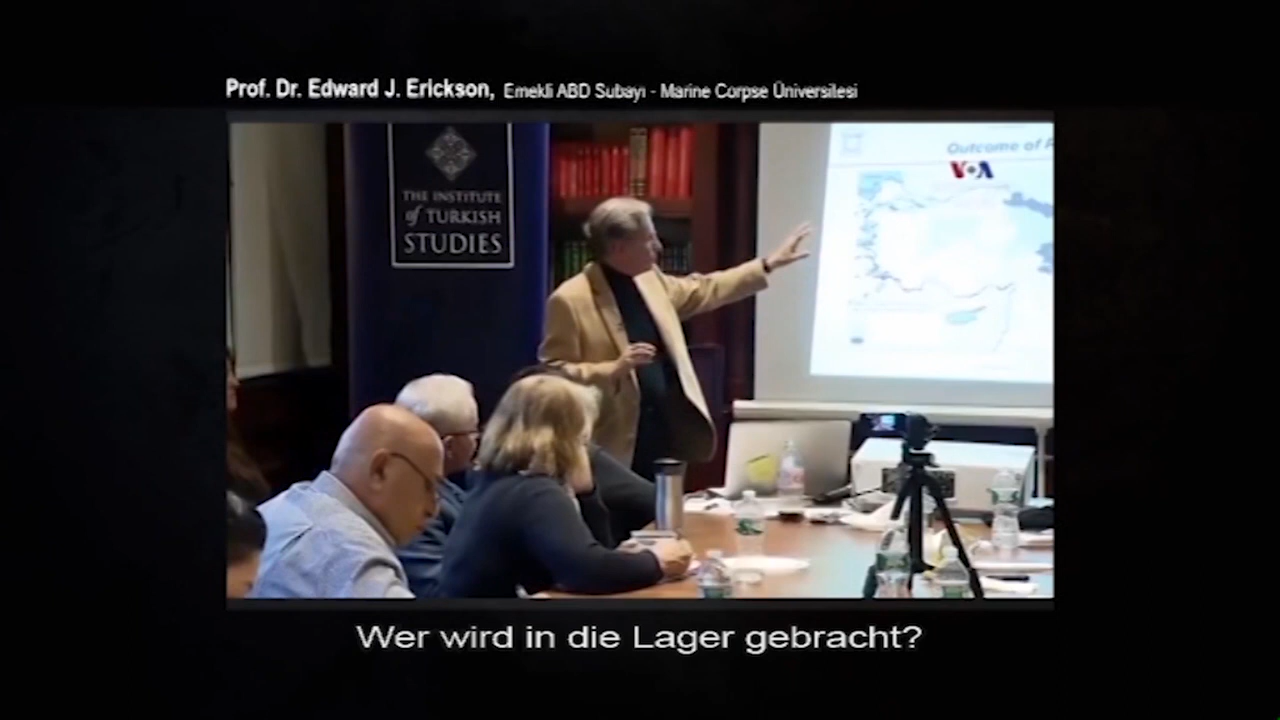 Prof. Dr. Edward J. Erickson, Emekli ABD Subayı - Marine Corpse Üniversitesi
THE INSTITUTE
of TURKISH
STUDIES
Outcome of A
VOA
Wer wird in die Lager gebracht?